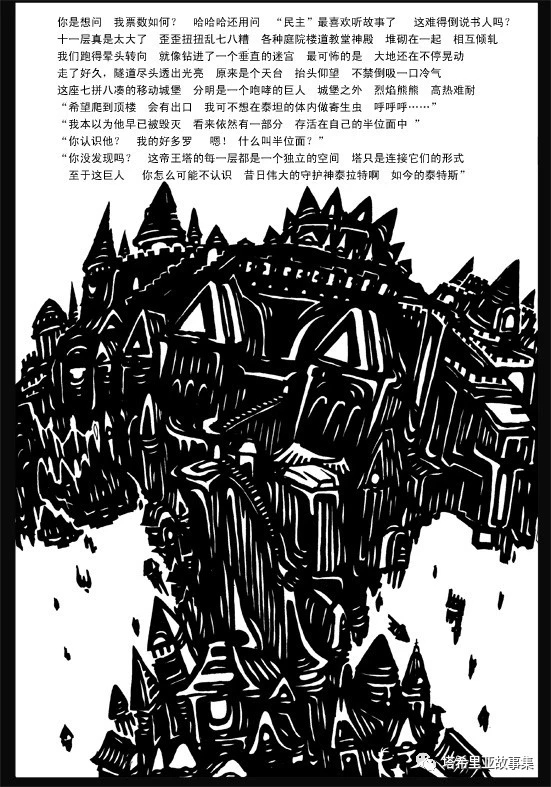 你是想问　我票数如何？　哈哈哈还用问　“民主”最喜欢听故事了　这难得倒说书人吗？
十一层真是太大了　歪歪扭扭乱七八糟　各种庭院楼道教堂神殿　堆砌在一起　相互倾轧
我们跑得晕头转向　就像钻进了一个垂直的迷宫　最可怖的是　大地还在不停晃动
走了好久，隧道尽头透出光亮　原来是个天台　抬头仰望　不禁倒吸一口冷气
这座七拼八凑的移动城堡　分明是一个咆哮的巨人　城堡之外　烈焰熊熊　高热难耐
“希望爬到顶楼　会有出口　我可不想在泰坦的体内做寄生虫　呼呼呼……”
“我本以为他早已被毁灭　看来依然有一部分　存活在自己的半位面中 ”
“你认识他？　我的好多罗　嗯！ 什么叫半位面？”
“你没发现吗？　这帝王塔的每一层都是一个独立的空间　塔只是连接它们的形式
至于这巨人　你怎么可能不认识　昔日伟大的守护神泰拉特啊　如今的泰特斯”
塔希里亚故事集